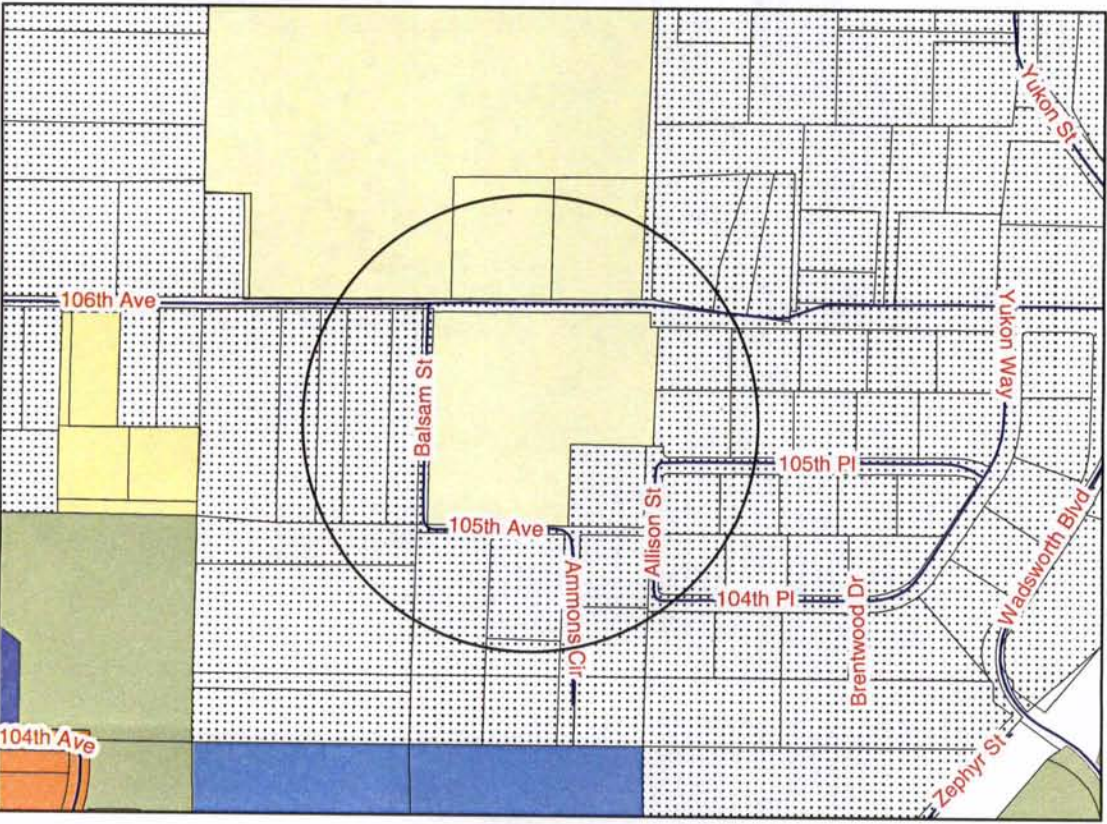 Yukon St
106th Ave
Yukon Way
Balsam St
105th Pl
Allison St
105th Ave
Wadsworth Blvd
Ammons Cir
104th Pl
Brentwood Dr
104th Ave
Zephyr St